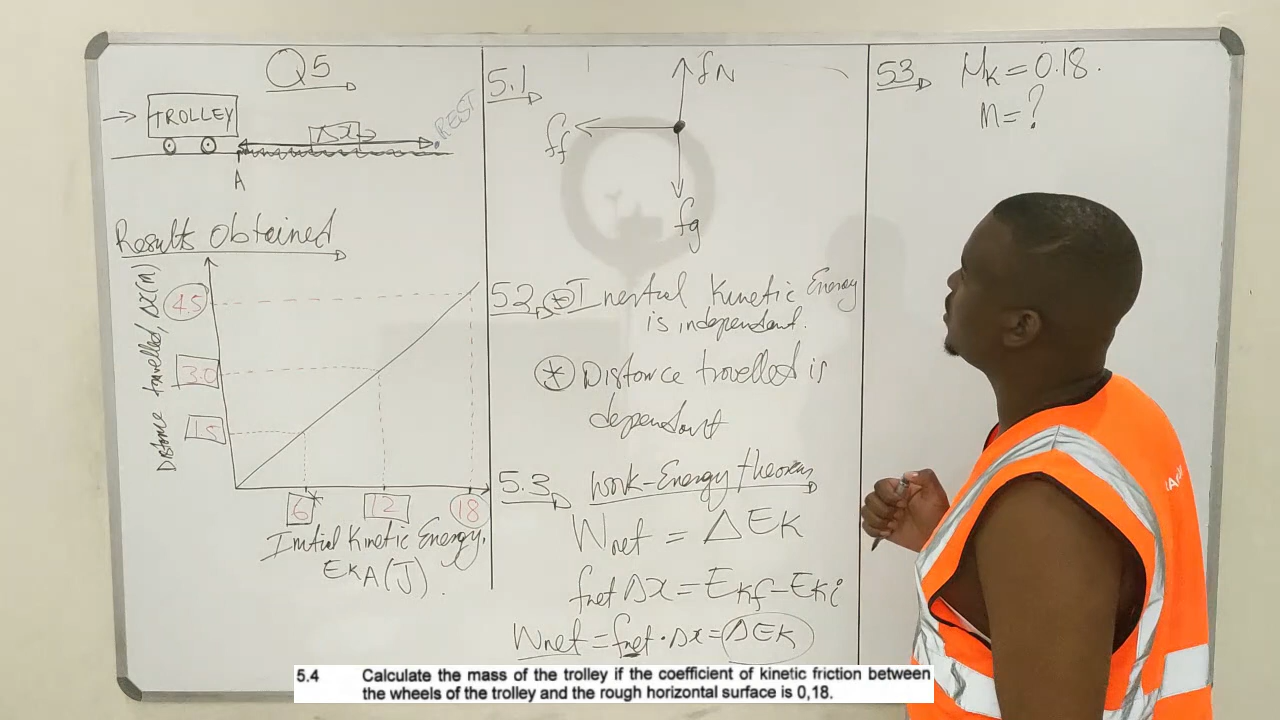 Q5
TROLLEY
Δx
REST
A
Results Obtained
Distance travelled, Δx(m)
4.5
3.0
1.5
6
12
18
Initial Kinetic Energy,
EKA(J).
5.1
fN
ff
fg
5.2 * Inertial Kinetic Energy
is independant.
* Distance travelled is
dependant
5.3 Work-Energy theorem
Wnet = ΔEK
fnet Δx = EKf-EKi
Wnet = fnet·Δx = ΔEK
53 μk = 0.18.
m = ?
5.4 Calculate the mass of the trolley if the coefficient of kinetic friction between
the wheels of the trolley and the rough horizontal surface is 0,18.